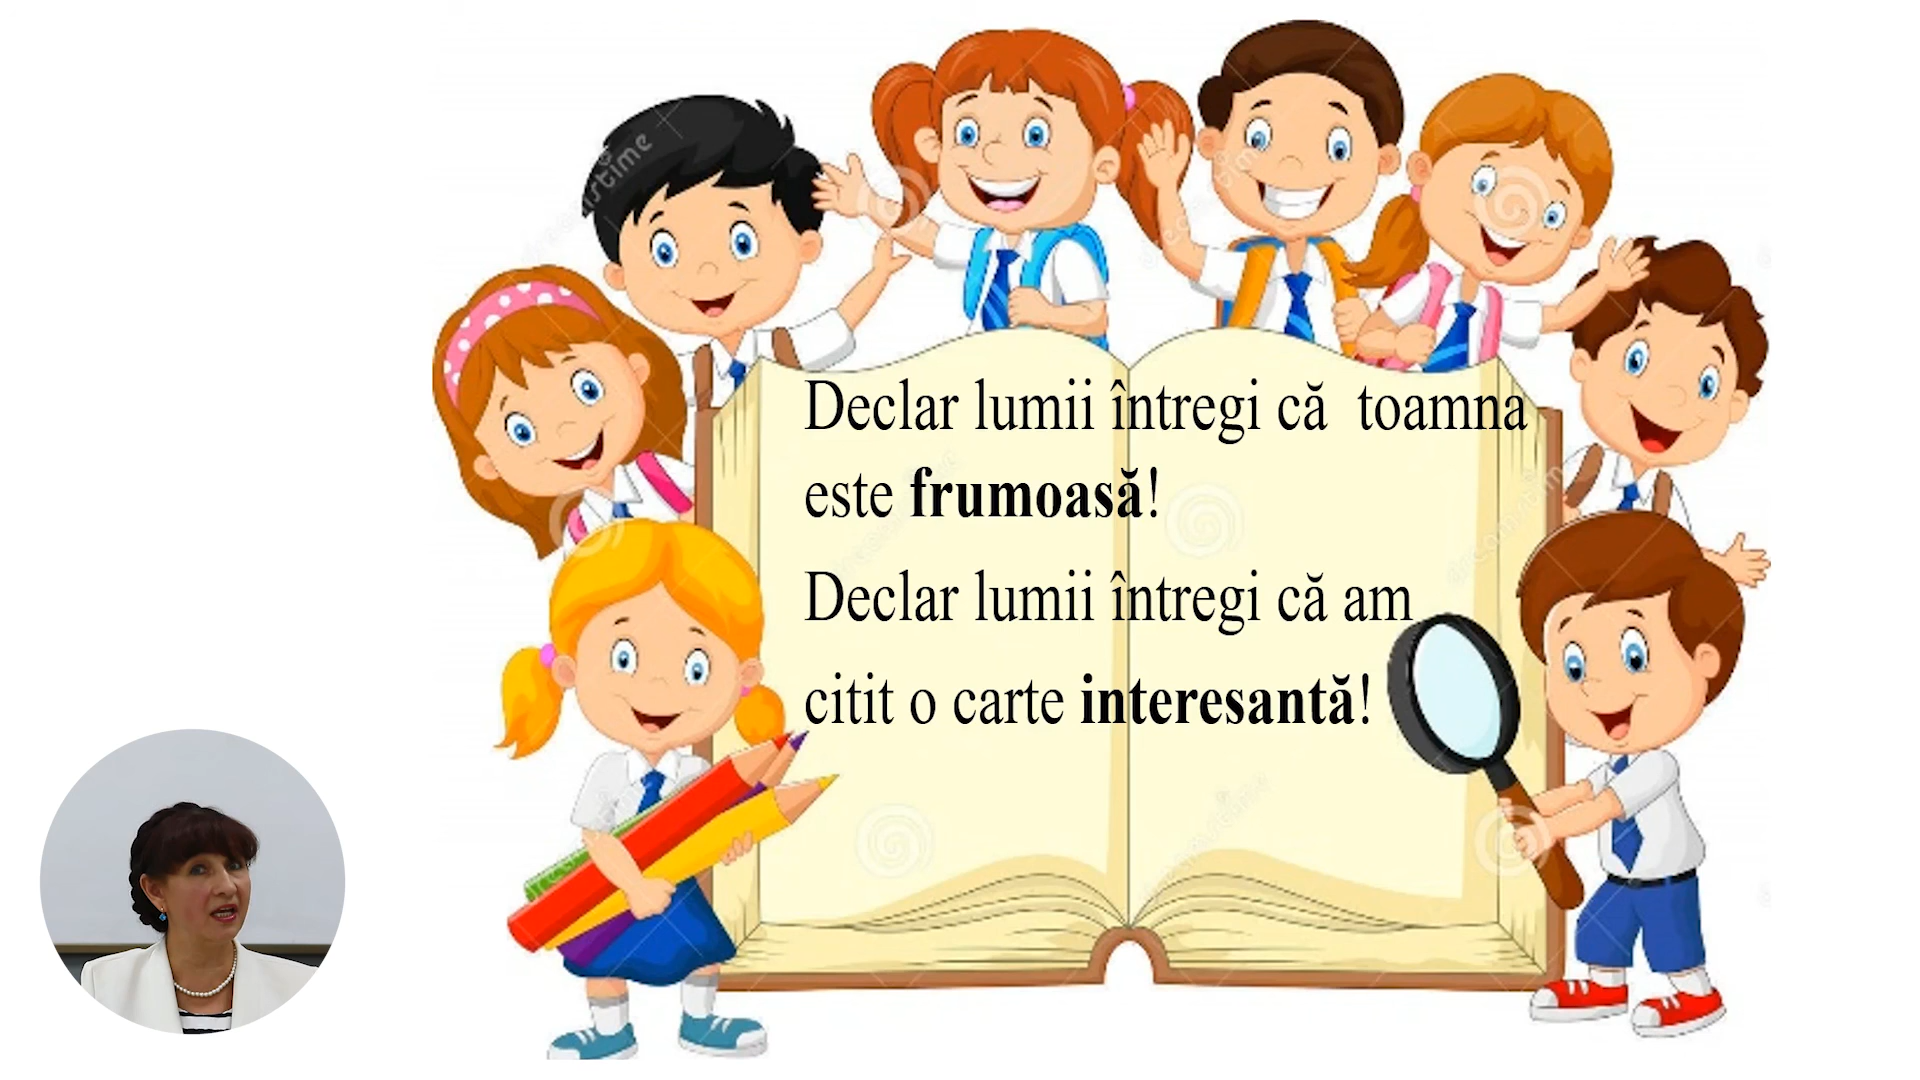 Declar lumii întregi că  toamna
este frumoasă!
Declar lumii întregi că am
citit o carte interesantă!